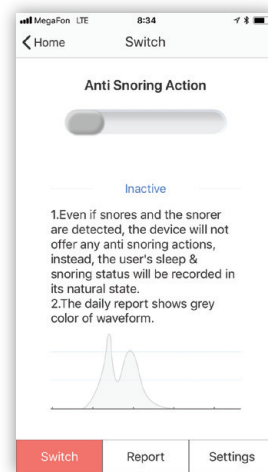 MegaFon LTE 8:34
Home Switch
Anti Snoring Action
Inactive
1.Even if snores and the snorer
are detected, the device will not
offer any anti snoring actions,
instead, the user's sleep &
snoring status will be recorded in
its natural state.
2.The daily report shows grey
color of waveform.
Switch Report Settings